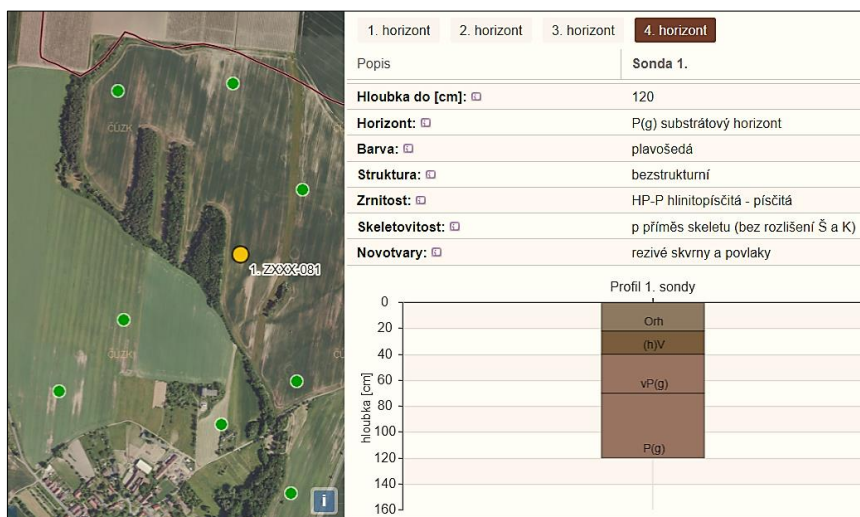 1. horizont 2. horizont 3. horizont 4. horizont
Popis Sonda 1.
Hloubka do [cm]: 120
Horizont: P(g) substrátový horizont
Barva: plavošedá
Struktura: bezstrukturní
Zrnitost: HP-P hlinitopísčitá - písčitá
Skeletovitost: p příměs skeletu (bez rozlišení Š a K)
Novotvary: rezivé skvrny a povlaky
ČÚZK
1. ZXXX-081
ČÚZK
i
Profil 1. sondy
hloubka [cm]
0
20
40
60
80
100
120
140
160
Orh
(h)V
vP(g)
P(g)